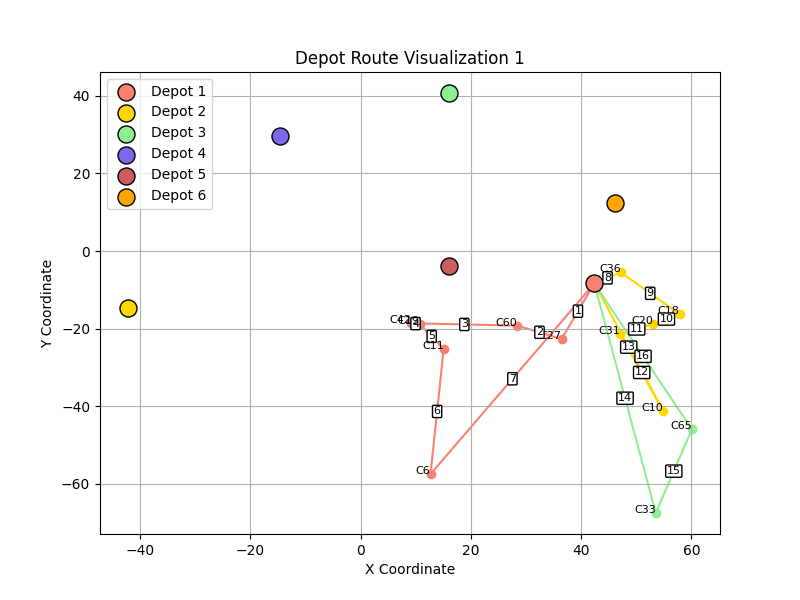 Depot Route Visualization 1
Depot 1
Depot 2
Depot 3
Depot 4
Depot 5
Depot 6
40
20
0
−20
−40
−60
Y Coordinate
−40
−20
0
20
40
60
X Coordinate
C36
8
9
C18
10
C20
11
C31
13
16
12
C10
14
C65
15
C33
1
C27
2
C60
3
4
5
C11
6
7
C6